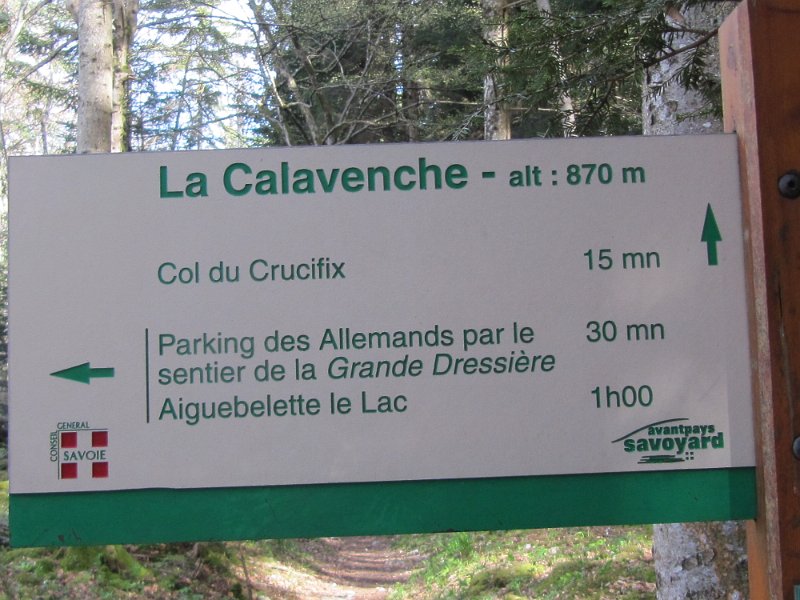 La Calavenche - alt : 870 m
Col du Crucifix 15 mn
Parking des Allemands par le 30 mn
sentier de la Grande Dressière
Aiguebelette le Lac 1h00
CONSEIL GENERAL
SAVOIE
avantpays
savoyard